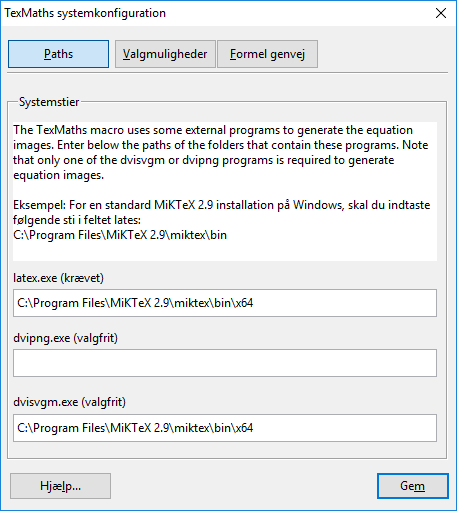 TexMaths systemkonfiguration
Paths Valgmuligheder Formel genvej
Systemstier
The TexMaths macro uses some external programs to generate the equation
images. Enter below the paths of the folders that contain these programs. Note
that only one of the dvisvgm or dvipng programs is required to generate
equation images.
Eksempel: For en standard MiKTeX 2.9 installation på Windows, skal du indtaste
følgende sti i feltet lates:
C:\Program Files\MiKTeX 2.9\miktex\bin
latex.exe (krævet)
C:\Program Files\MiKTeX 2.9\miktex\bin\x64
dvipng.exe (valgfrit)
dvisvgm.exe (valgfrit)
C:\Program Files\MiKTeX 2.9\miktex\bin\x64
Hjælp... Gem